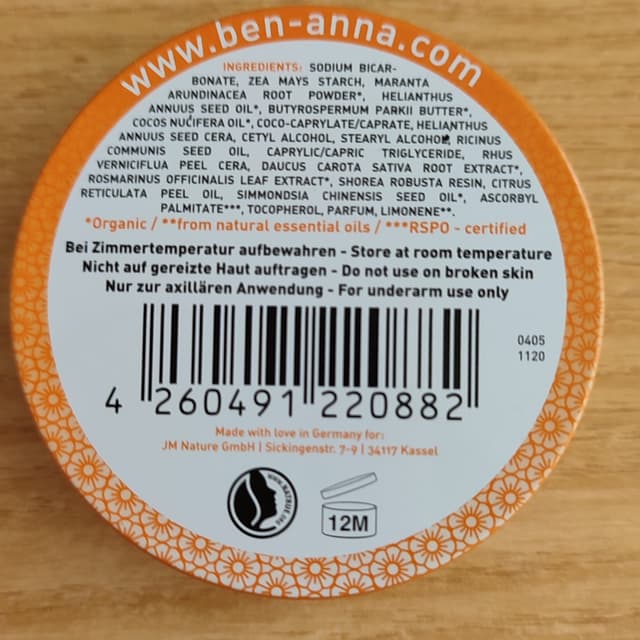 www.ben-anna.com
INGREDIENTS: SODIUM BICAR-
BONATE, ZEA MAYS STARCH, MARANTA
ARUNDINACEA ROOT POWDER*, HELIANTHUS
ANNUUS SEED OIL*, BUTYROSPERMUM PARKII BUTTER*,
COCOS NUCIFERA OIL*, COCO-CAPRYLATE/CAPRATE, HELIANTHUS
ANNUUS SEED CERA, CETYL ALCOHOL, STEARYL ALCOHOL, RICINUS
COMMUNIS SEED OIL, CAPRYLIC/CAPRIC TRIGLYCERIDE, RHUS
VERNICIFLUA PEEL CERA, DAUCUS CAROTA SATIVA ROOT EXTRACT*,
ROSMARINUS OFFICINALIS LEAF EXTRACT*, SHOREA ROBUSTA RESIN, CITRUS
RETICULATA PEEL OIL, SIMMONDSIA CHINENSIS SEED OIL*, ASCORBYL
PALMITATE***, TOCOPHEROL, PARFUM, LIMONENE**.
*Organic / **from natural essential oils / ***RSPO - certified
Bei Zimmertemperatur aufbewahren - Store at room temperature
Nicht auf gereizte Haut auftragen - Do not use on broken skin
Nur zur axillären Anwendung - For underarm use only
0405
1120
4 260491 220882
Made with love in Germany for:
JM Nature GmbH | Sickingenstr. 7-9 | 34117 Kassel
WWW.NATRUE.ORG
12M